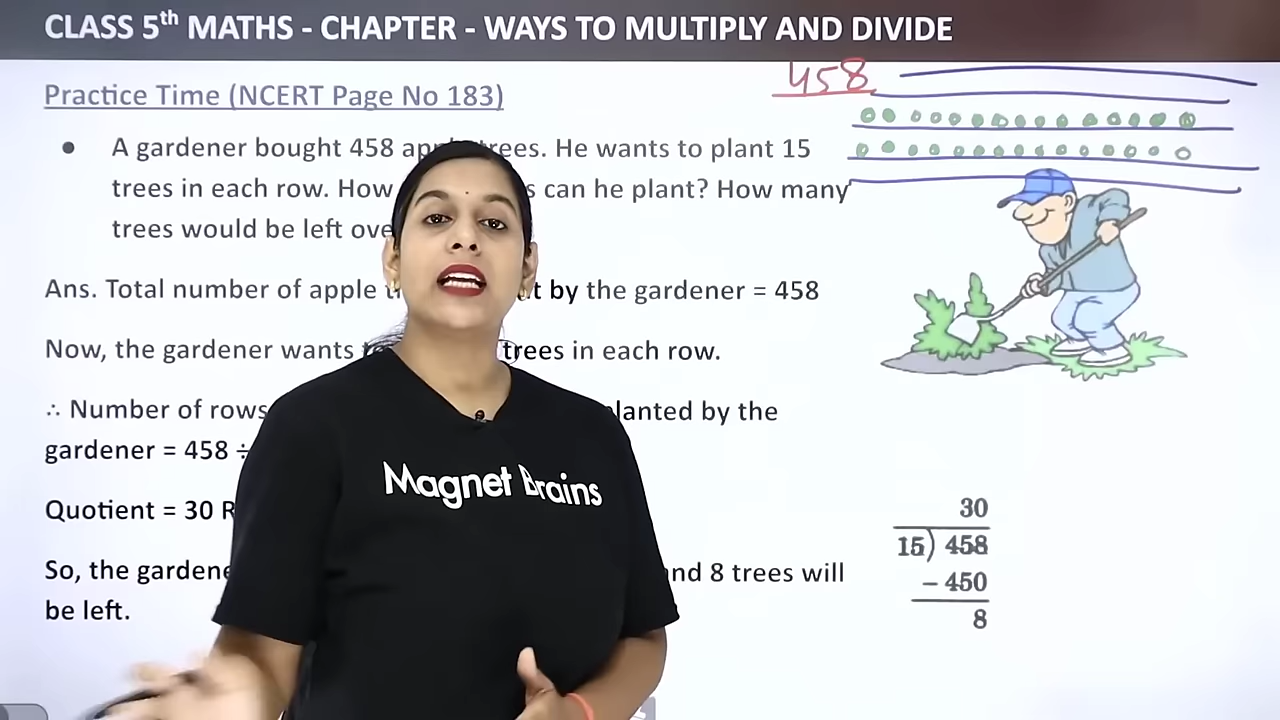 CLASS 5th MATHS - CHAPTER - WAYS TO MULTIPLY AND DIVIDE
458
Practice Time (NCERT Page No 183)
A gardener bought 458 trees. He wants to plant 15
trees in each row. How can he plant? How many
trees would be left
Ans. Total number of apple by the gardener = 458
Now, the gardener wants trees in each row.
∴ Number of rows planted by the
gardener = 458 ÷
Quotient = 30
So, the and 8 trees will
be left.
30
15) 458
– 450
8
Magnet Brains